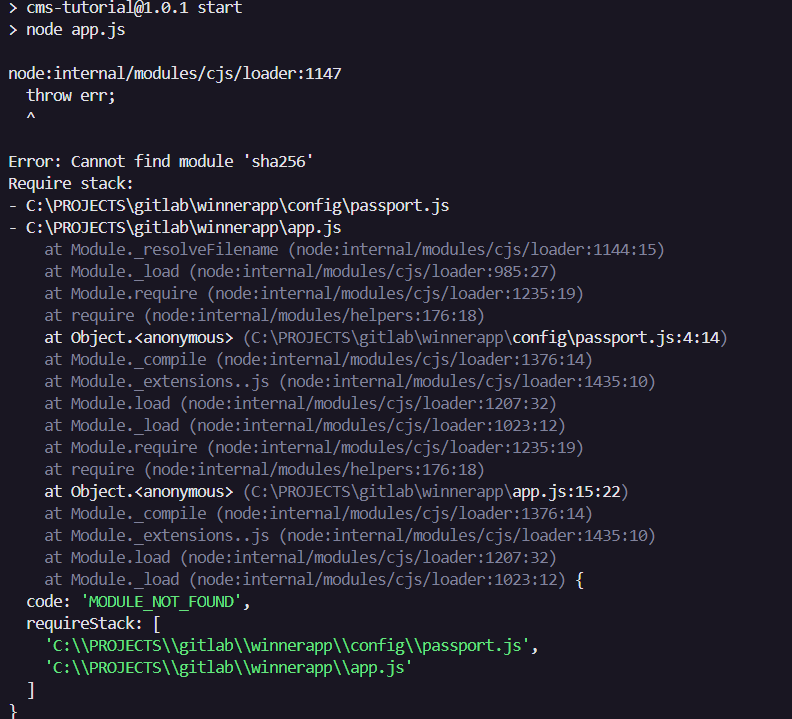 > cms-tutorial@1.0.1 start
> node app.js
node:internal/modules/cjs/loader:1147
  throw err;
  ^
Error: Cannot find module 'sha256'
Require stack:
- C:\PROJECTS\gitlab\winnerapp\config\passport.js
- C:\PROJECTS\gitlab\winnerapp\app.js
    at Module._resolveFilename (node:internal/modules/cjs/loader:1144:15)
    at Module._load (node:internal/modules/cjs/loader:985:27)
    at Module.require (node:internal/modules/cjs/loader:1235:19)
    at require (node:internal/modules/helpers:176:18)
    at Object.<anonymous> (C:\PROJECTS\gitlab\winnerapp\config\passport.js:4:14)
    at Module._compile (node:internal/modules/cjs/loader:1376:14)
    at Module._extensions..js (node:internal/modules/cjs/loader:1435:10)
    at Module.load (node:internal/modules/cjs/loader:1207:32)
    at Module._load (node:internal/modules/cjs/loader:1023:12)
    at Module.require (node:internal/modules/cjs/loader:1235:19)
    at require (node:internal/modules/helpers:176:18)
    at Object.<anonymous> (C:\PROJECTS\gitlab\winnerapp\app.js:15:22)
    at Module._compile (node:internal/modules/cjs/loader:1376:14)
    at Module._extensions..js (node:internal/modules/cjs/loader:1435:10)
    at Module.load (node:internal/modules/cjs/loader:1207:32)
    at Module._load (node:internal/modules/cjs/loader:1023:12) {
  code: 'MODULE_NOT_FOUND',
  requireStack: [
    'C:\\PROJECTS\\gitlab\\winnerapp\\config\\passport.js',
    'C:\\PROJECTS\\gitlab\\winnerapp\\app.js'
  ]
}